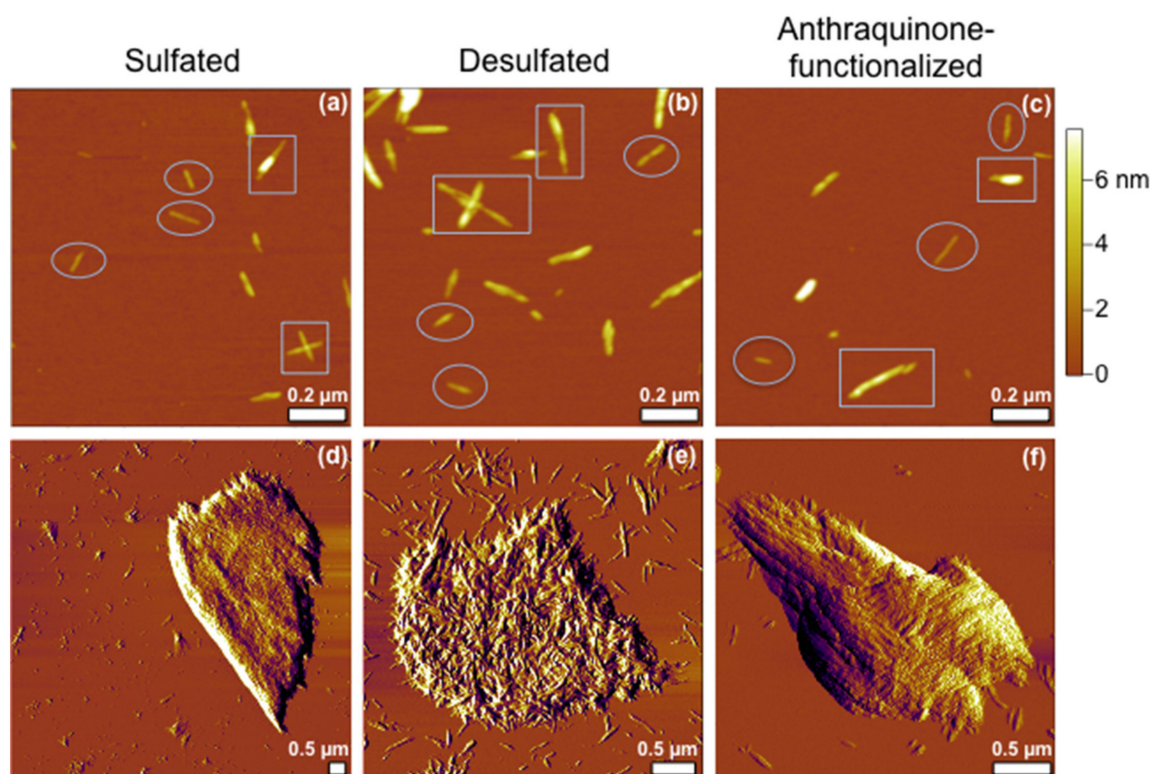 Sulfated
Desulfated
Anthraquinone-
functionalized
(a)
(b)
(c)
6 nm
4
2
0
0.2 µm
0.2 µm
0.2 µm
(d)
(e)
(f)
0.5 µm
0.5 µm
0.5 µm